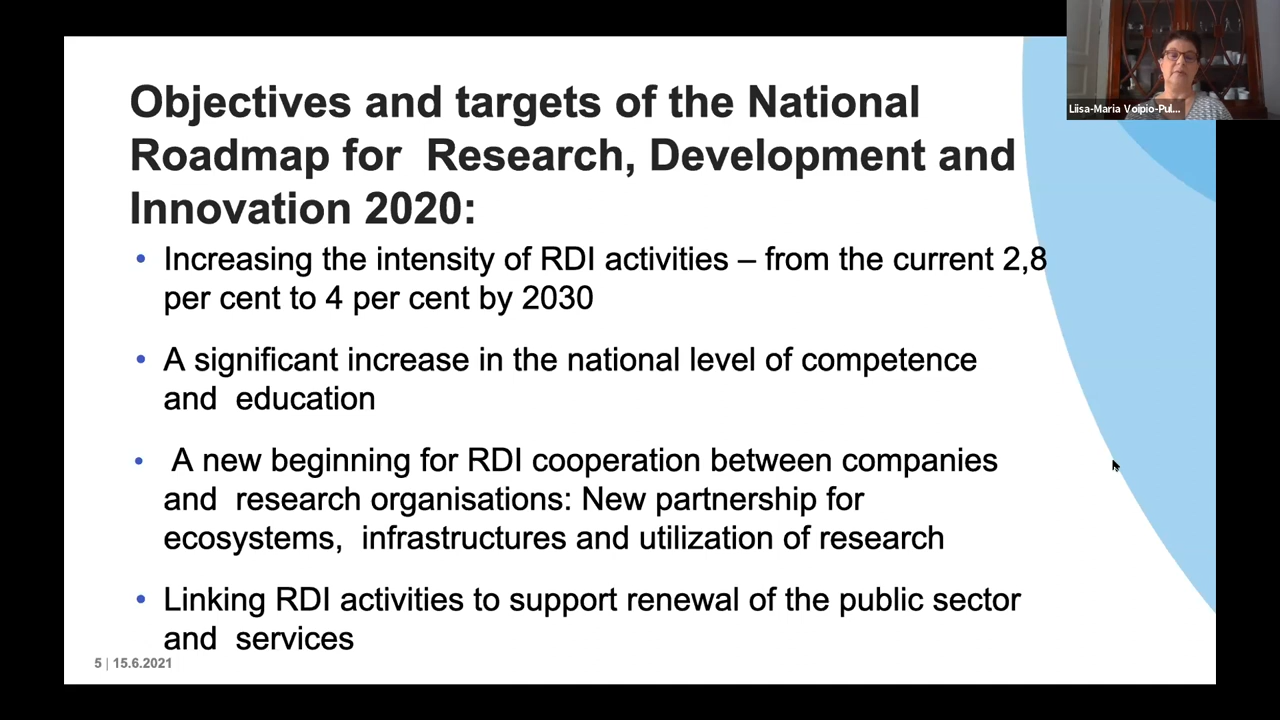 Objectives and targets of the National
Roadmap for  Research, Development and
Innovation 2020:
• Increasing the intensity of RDI activities – from the current 2,8
per cent to 4 per cent by 2030
• A significant increase in the national level of competence
and  education
•  A new beginning for RDI cooperation between companies
and  research organisations: New partnership for
ecosystems,  infrastructures and utilization of research
• Linking RDI activities to support renewal of the public sector
and  services
5 | 15.6.2021
Liisa-Maria Voipio-Pul...